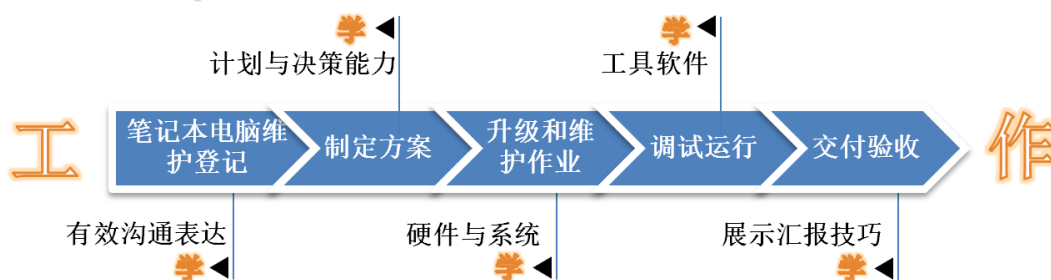 学
学
计划与决策能力
工具软件
工
笔记本电脑维
护登记
制定方案
升级和维
护作业
调试运行
交付验收
作
有效沟通表达
硬件与系统
展示汇报技巧
学
学
学